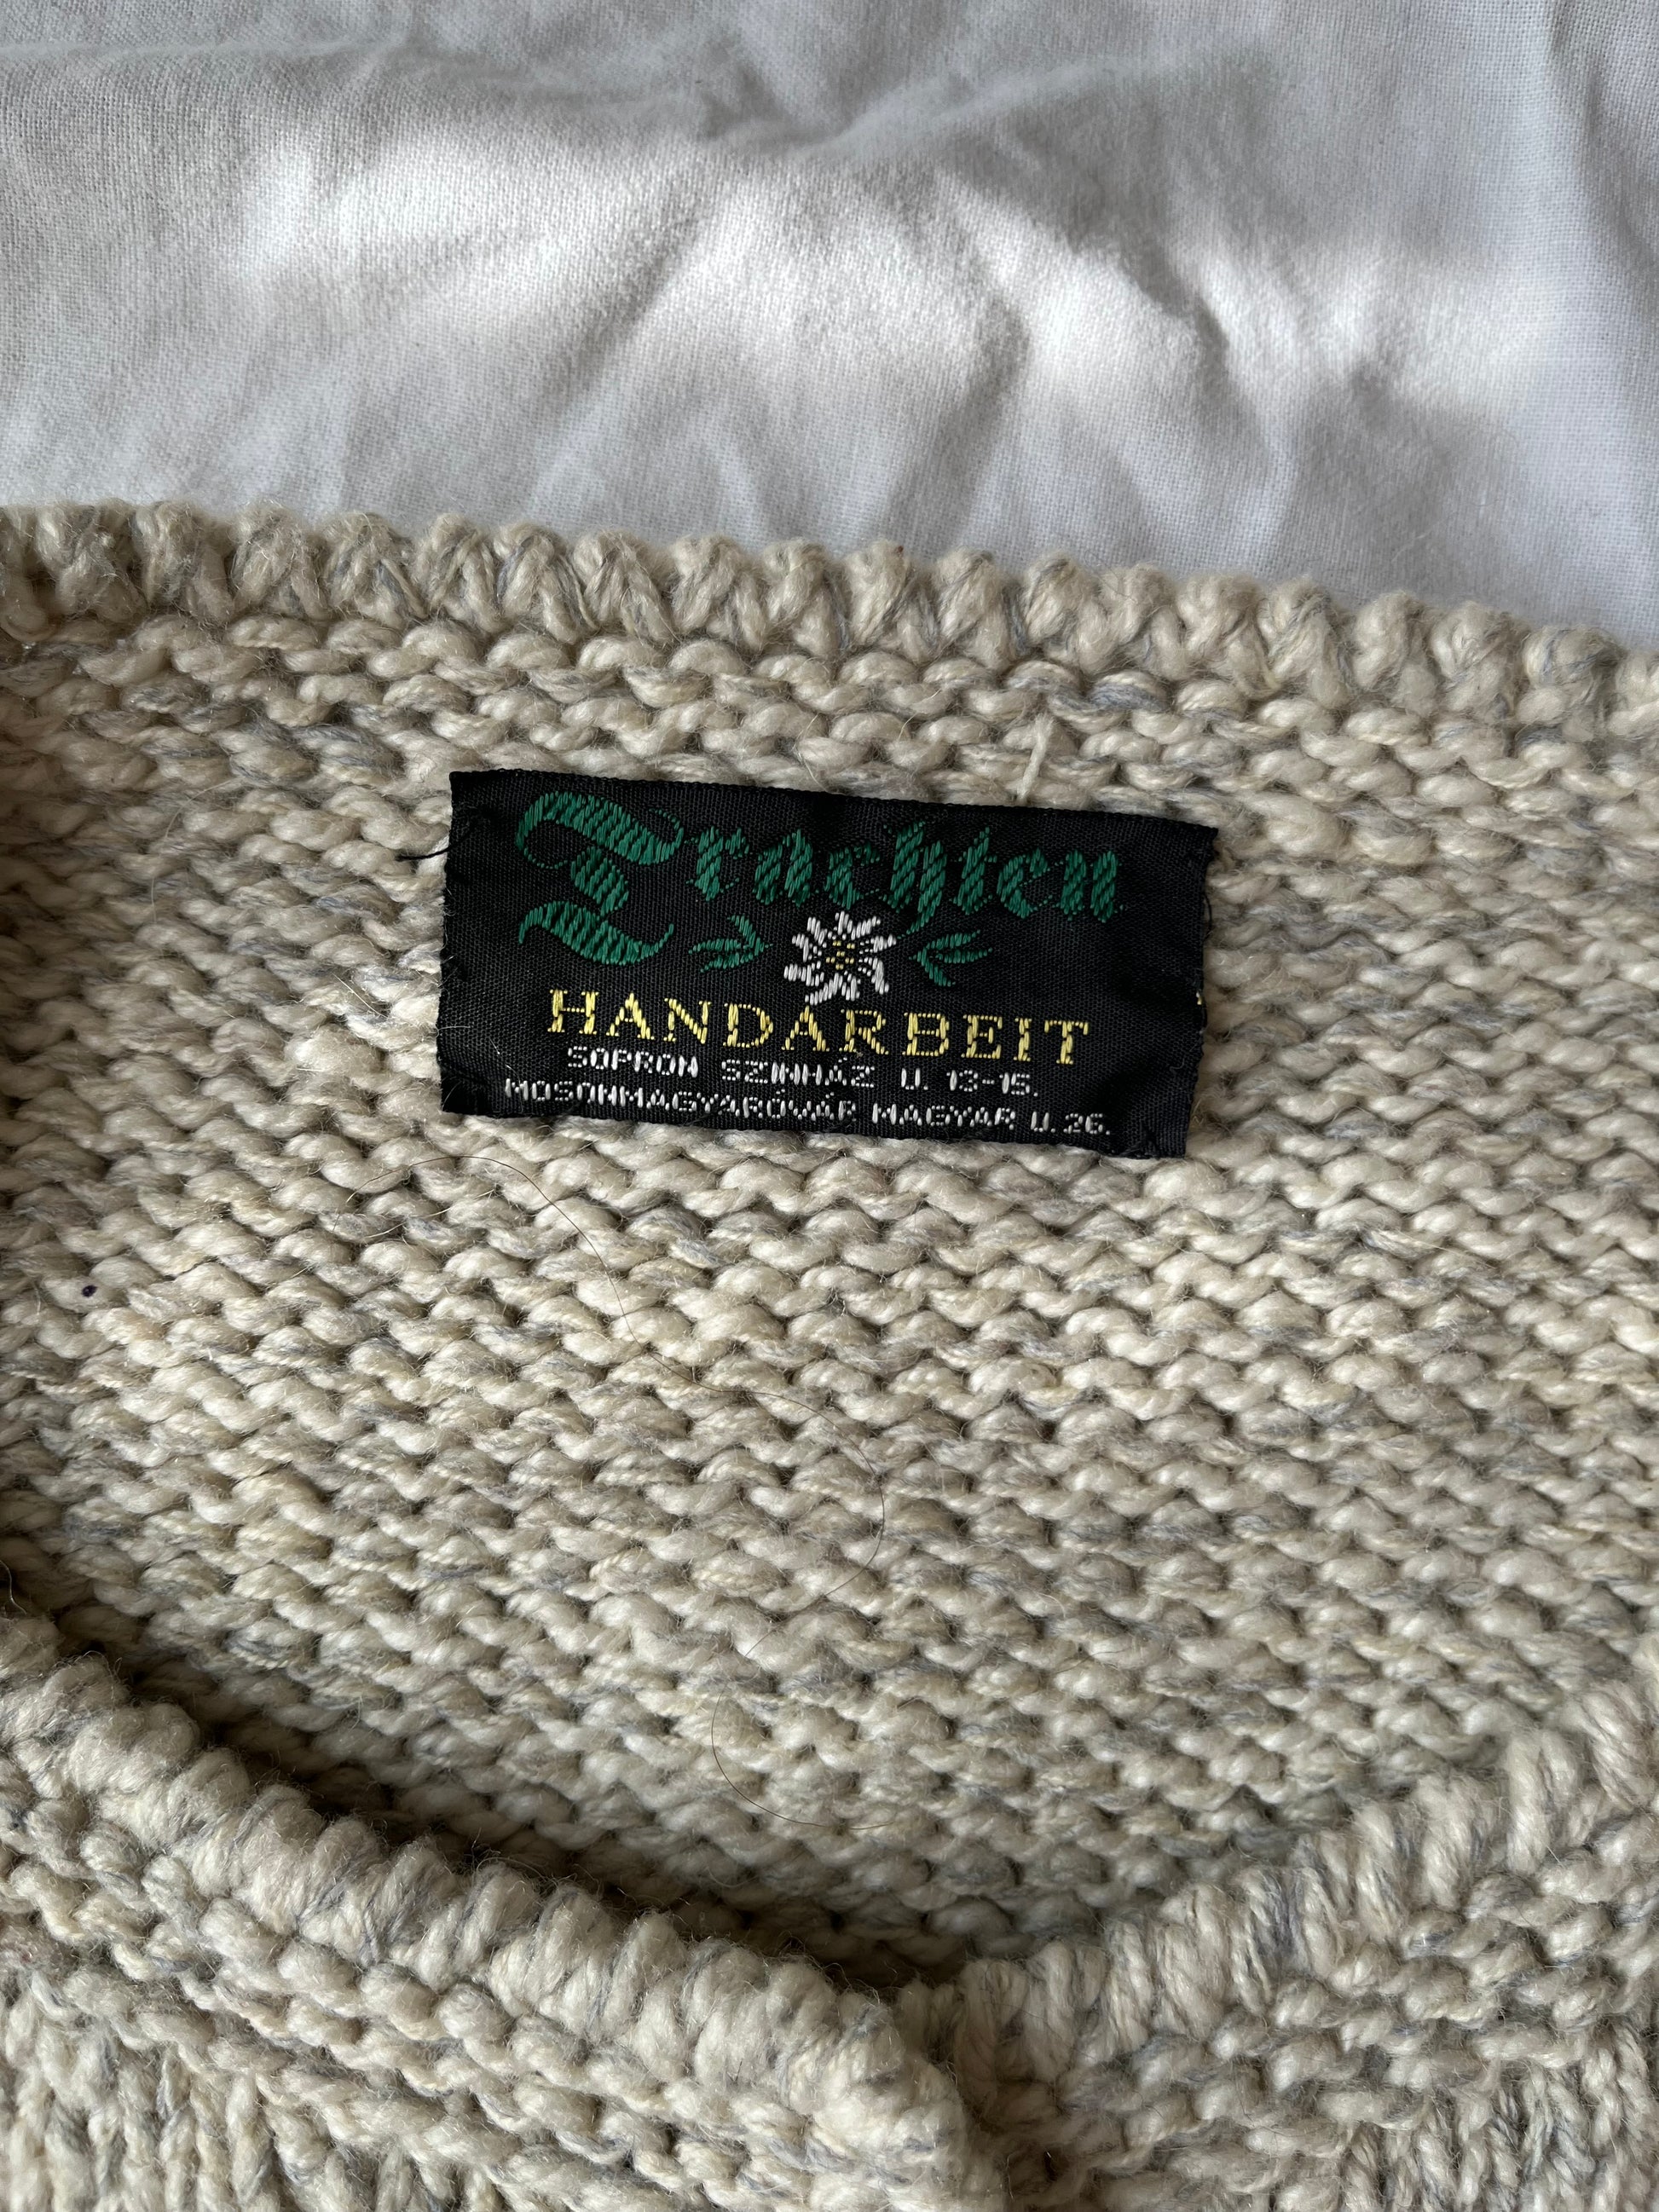 Trachten
HANDARBEIT
SOPRON SZINHÁZ U. 13-15.
MOSONMAGYARÓVÁR MAGYAR U. 26.